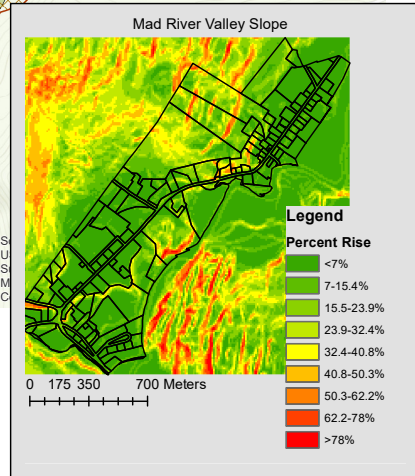 Mad River Valley Slope
Legend
Percent Rise
<7%
7-15.4%
15.5-23.9%
23.9-32.4%
32.4-40.8%
40.8-50.3%
50.3-62.2%
62.2-78%
>78%
0 175 350 700 Meters